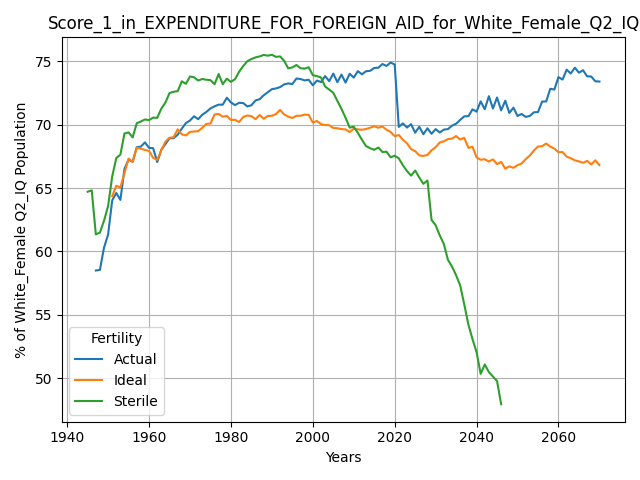 Score_1_in_EXPENDITURE_FOR_FOREIGN_AID_for_White_Female_Q2_IQ
% of White_Female Q2_IQ Population
75
70
65
60
55
50
Fertility
Actual
Ideal
Sterile
1940 1960 1980 2000 2020 2040 2060
Years